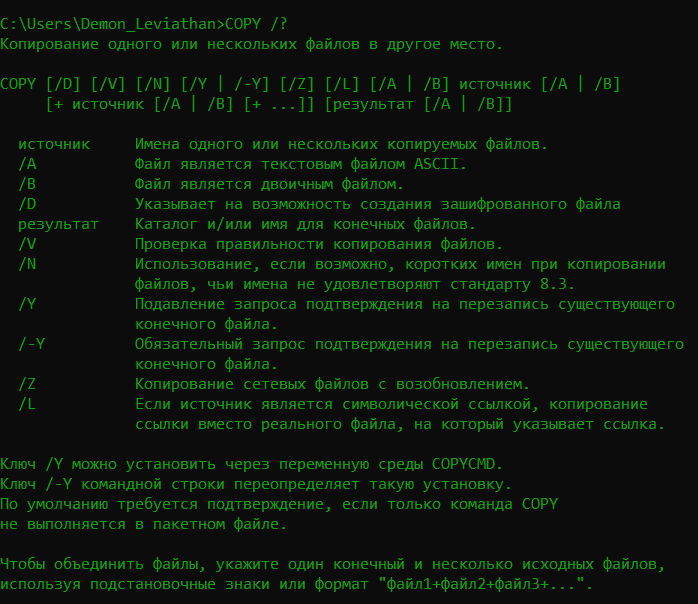 C:\Users\Demon_Leviathan>COPY /?
Копирование одного или нескольких файлов в другое место.
COPY [/D] [/V] [/N] [/Y | /-Y] [/Z] [/L] [/A | /B] источник [/A | /B]
     [+ источник [/A | /B] [+ ...]] [результат [/A | /B]]
  источник     Имена одного или нескольких копируемых файлов.
  /A           Файл является текстовым файлом ASCII.
  /B           Файл является двоичным файлом.
  /D           Указывает на возможность создания зашифрованного файла
  результат    Каталог и/или имя для конечных файлов.
  /V           Проверка правильности копирования файлов.
  /N           Использование, если возможно, коротких имен при копировании
               файлов, чьи имена не удовлетворяют стандарту 8.3.
  /Y           Подавление запроса подтверждения на перезапись существующего
               конечного файла.
  /-Y          Обязательный запрос подтверждения на перезапись существующего
               конечного файла.
  /Z           Копирование сетевых файлов с возобновлением.
  /L           Если источник является символической ссылкой, копирование
               ссылки вместо реального файла, на который указывает ссылка.
Ключ /Y можно установить через переменную среды COPYCMD.
Ключ /-Y командной строки переопределяет такую установку.
По умолчанию требуется подтверждение, если только команда COPY
не выполняется в пакетном файле.
Чтобы объединить файлы, укажите один конечный и несколько исходных файлов,
используя подстановочные знаки или формат "файл1+файл2+файл3+...".